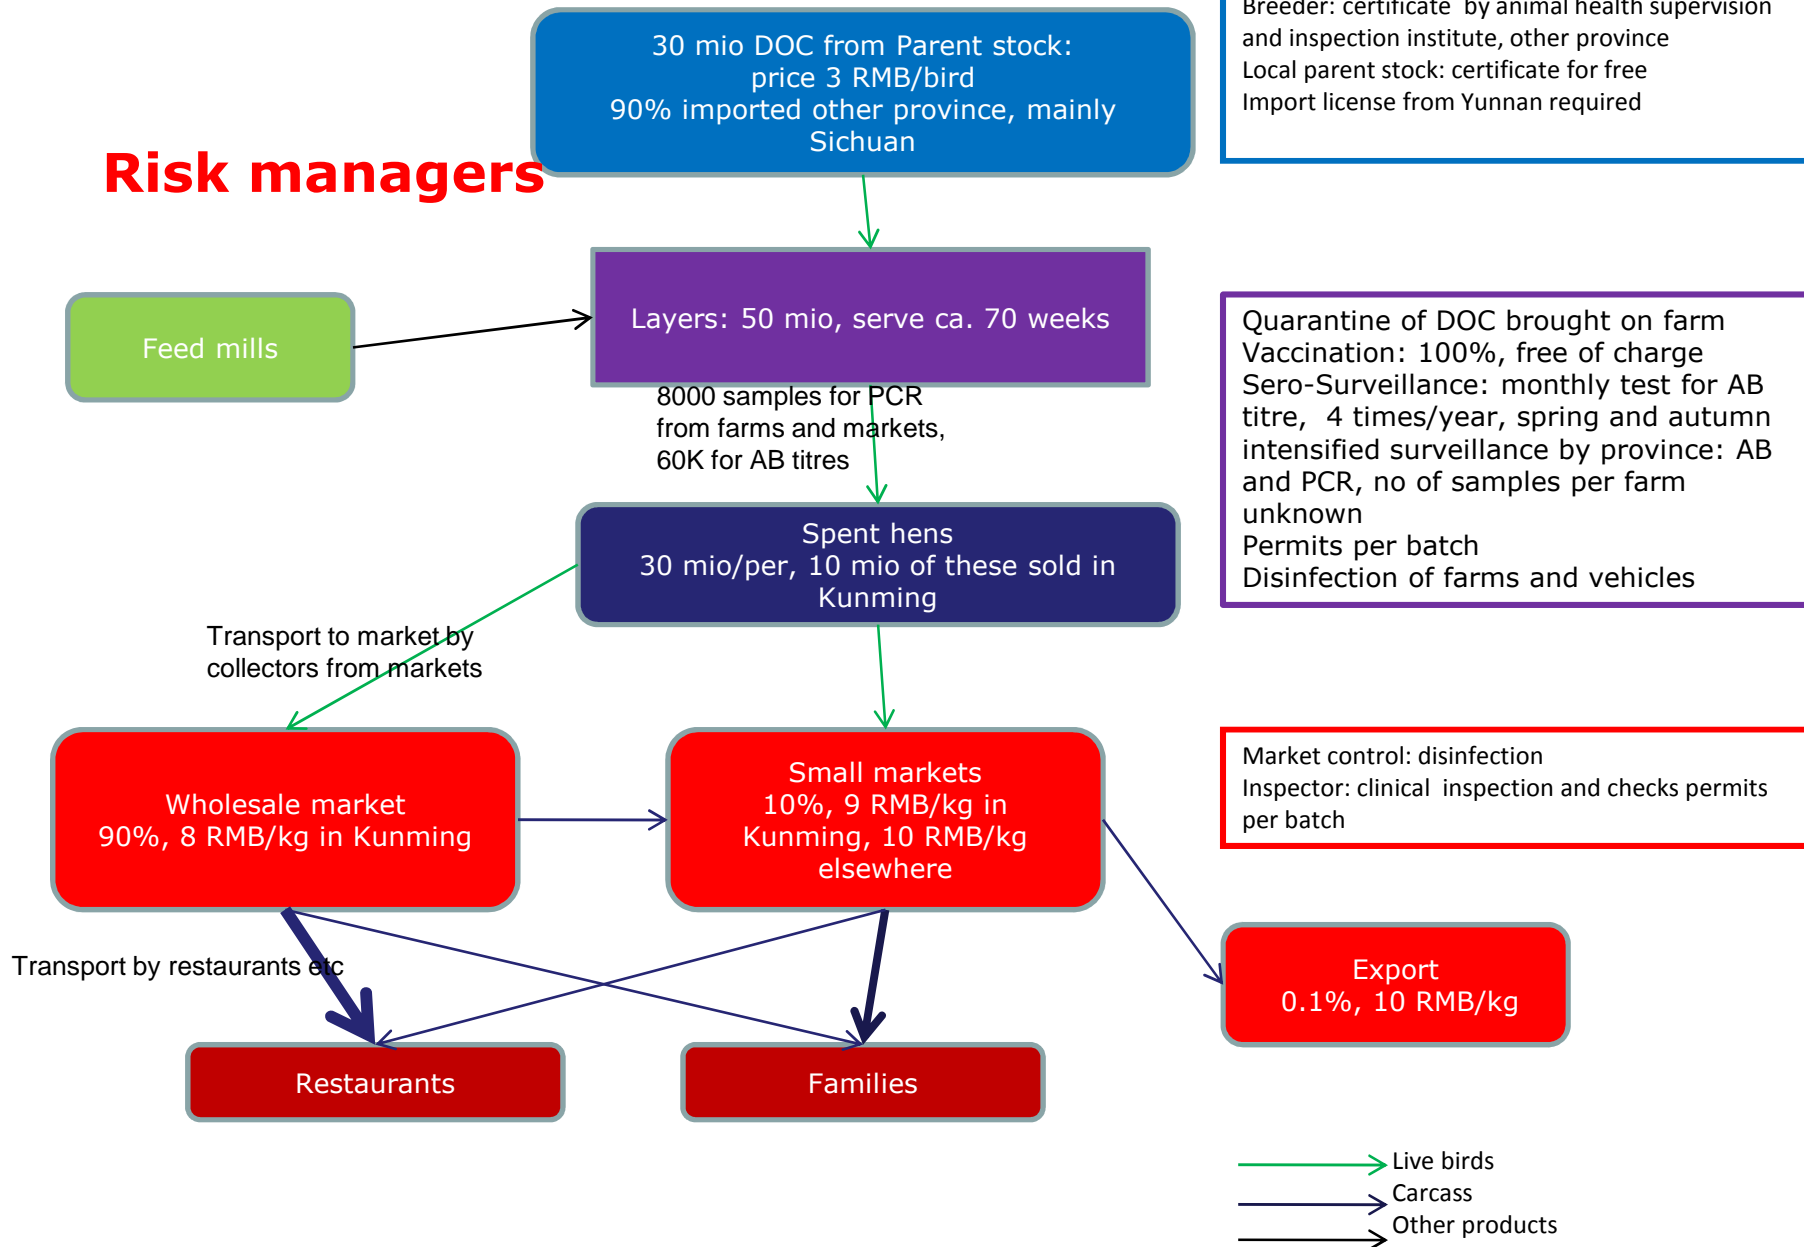 Breeder: certificate by animal health supervision
and inspection institute, other province
Local parent stock: certificate for free
Import license from Yunnan required
30 mio DOC from Parent stock:
price 3 RMB/bird
90% imported other province, mainly
Sichuan
Risk managers
Layers: 50 mio, serve ca. 70 weeks
Feed mills
Quarantine of DOC brought on farm
Vaccination: 100%, free of charge
Sero-Surveillance: monthly test for AB
titre, 4 times/year, spring and autumn
intensified surveillance by province: AB
and PCR, no of samples per farm
unknown
Permits per batch
Disinfection of farms and vehicles
8000 samples for PCR
from farms and markets,
60K for AB titres
Spent hens
30 mio/per, 10 mio of these sold in
Kunming
Transport to market by
collectors from markets
Wholesale market
90%, 8 RMB/kg in Kunming
Small markets
10%, 9 RMB/kg in
Kunming, 10 RMB/kg
elsewhere
Market control: disinfection
Inspector: clinical inspection and checks permits
per batch
Transport by restaurants etc
Export
0.1%, 10 RMB/kg
Restaurants
Families
Live birds
Carcass
Other products